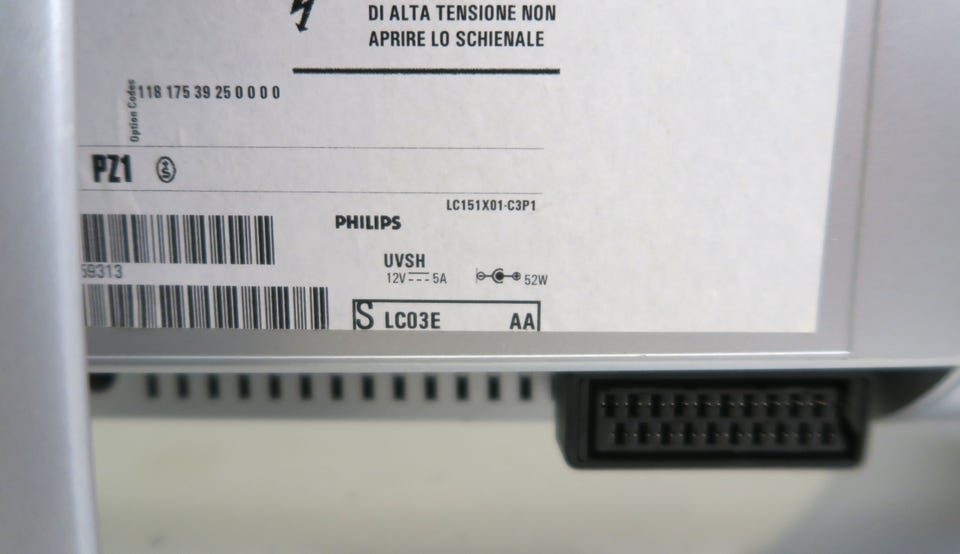 DI ALTA TENSIONE NON
APRIRE LO SCHIENALE
Option Codes
118 175 39 25 0 0 0 0
PZ1
LC151X01-C3P1
PHILIPS
59313
UVSH
12V 5A
52W
S LC03E AA